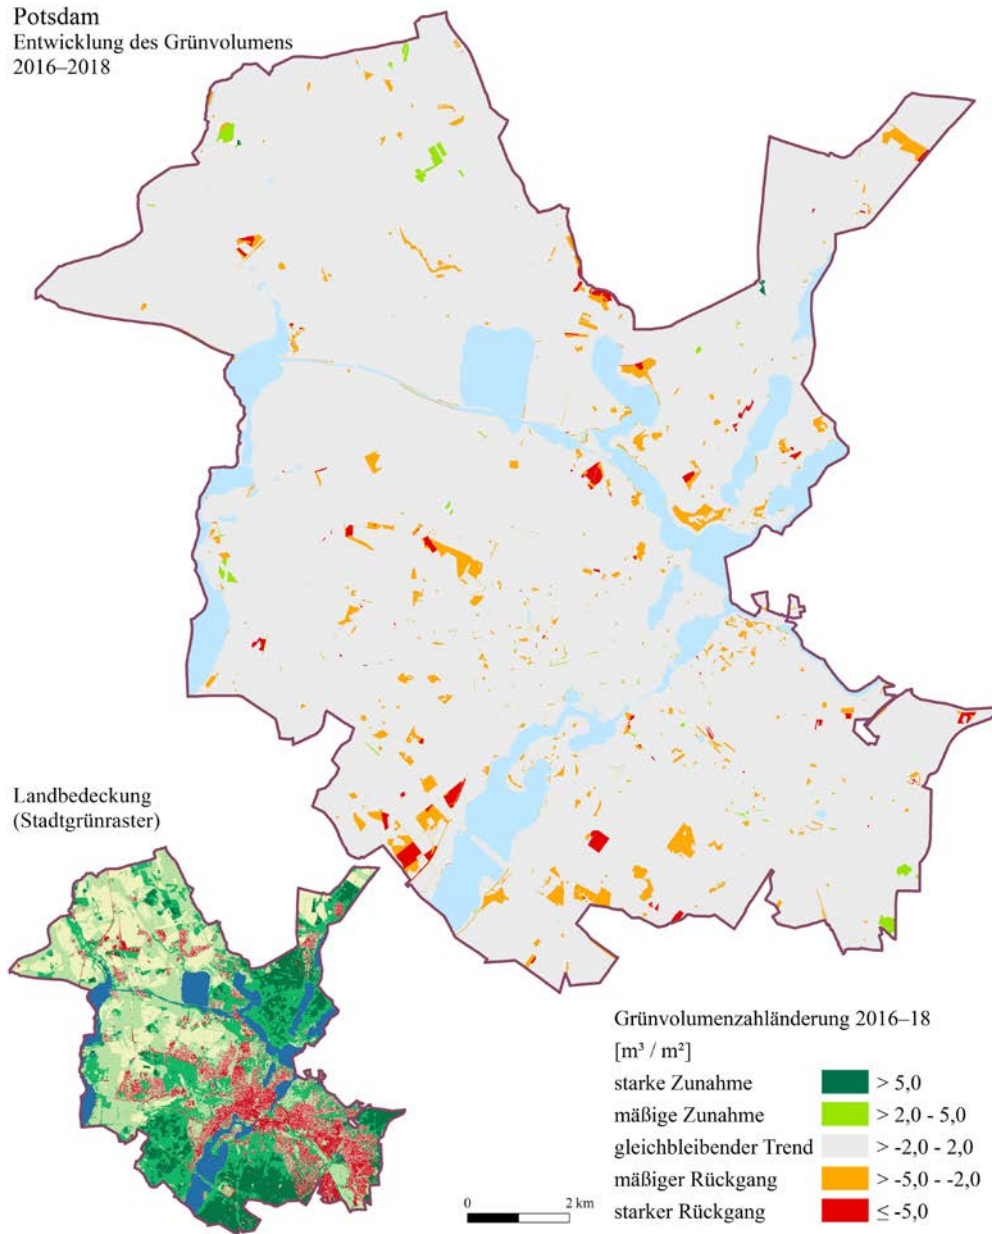 Potsdam
Entwicklung des Grünvolumens
2016–2018
Landbedeckung
(Stadtgrünraster)
Grünvolumenzahländerung 2016–18
[m³ / m²]
starke Zunahme > 5,0
mäßige Zunahme > 2,0 - 5,0
gleichbleibender Trend > -2,0 - 2,0
mäßiger Rückgang > -5,0 - -2,0
starker Rückgang ≤ -5,0
0 2 km